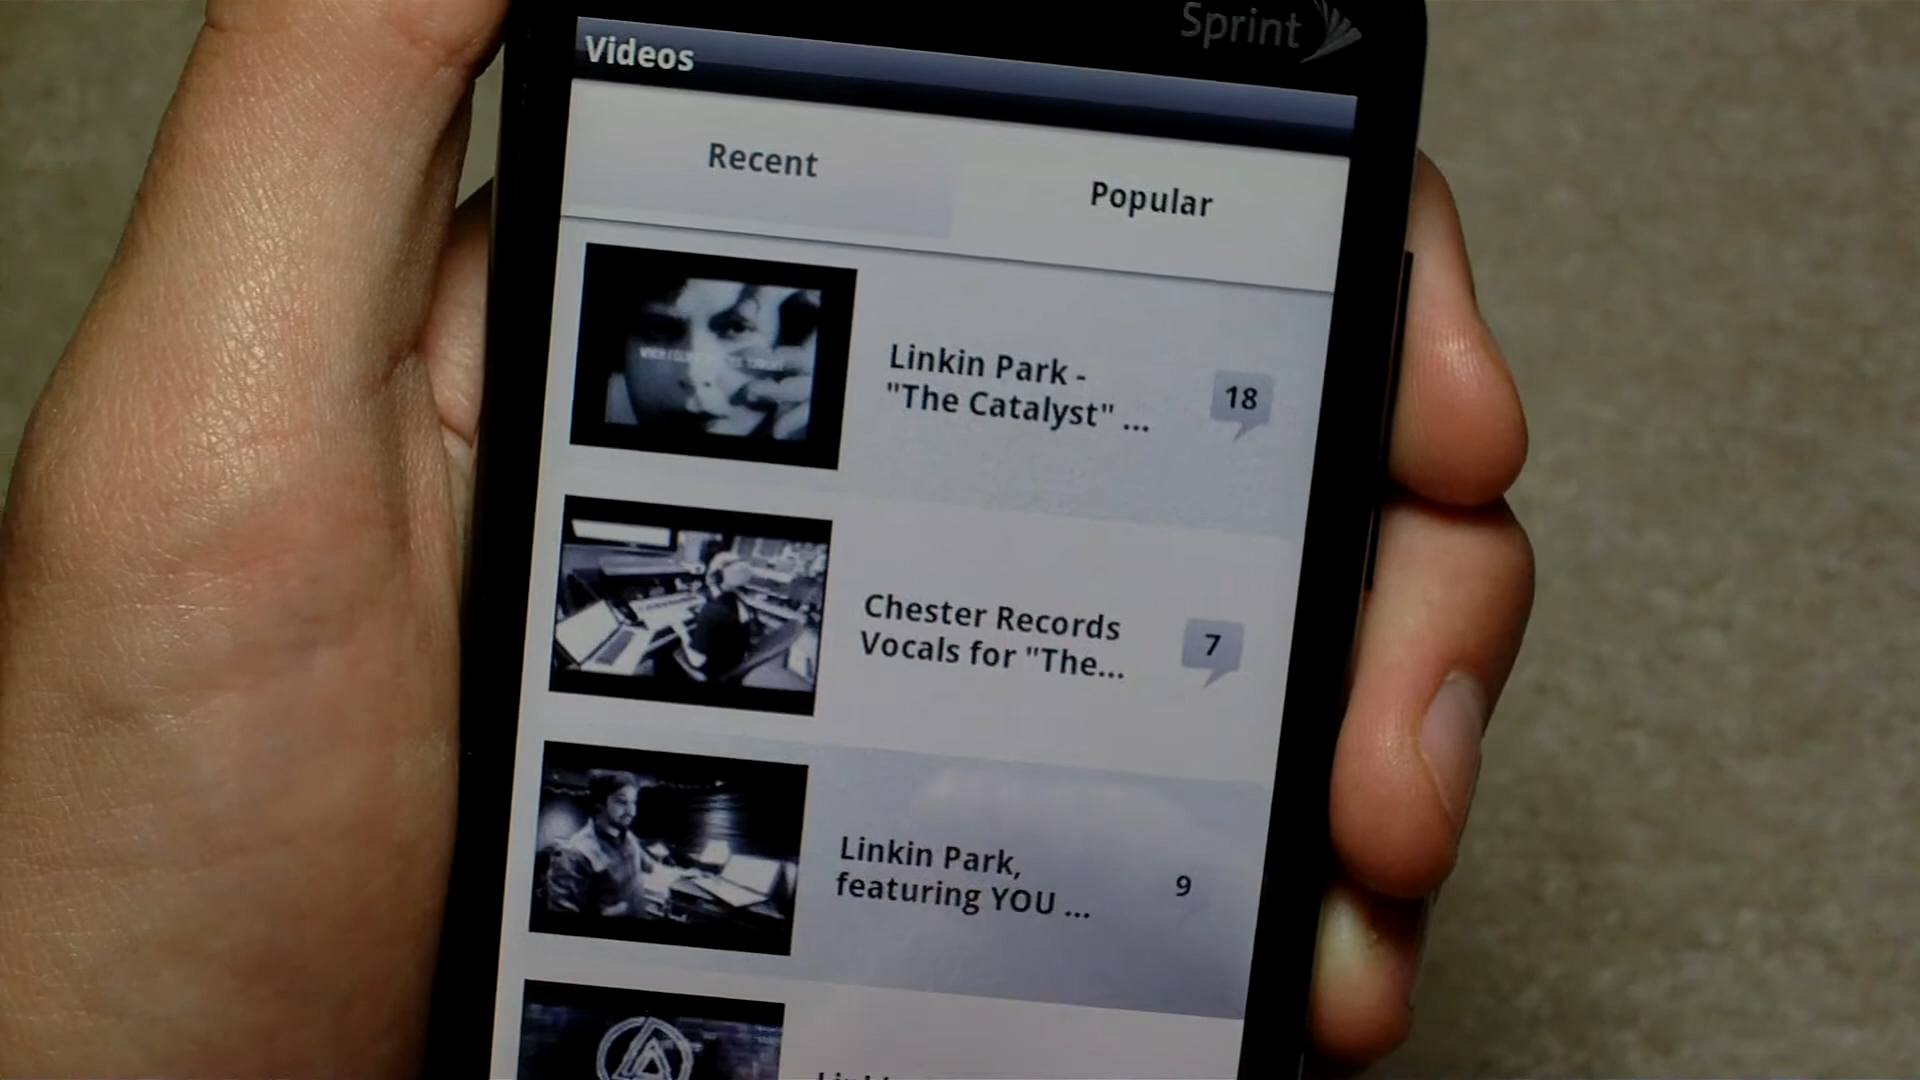 Sprint
Videos
Recent
Popular
Linkin Park -
"The Catalyst" ...
18
Chester Records
Vocals for "The...
7
Linkin Park,
featuring YOU ...
9